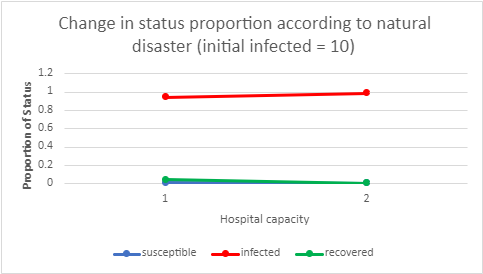 Change in status proportion according to natural
disaster (initial infected = 10)
Proportion of Status
1.2
1
0.8
0.6
0.4
0.2
0
1 2
Hospital capacity
susceptible infected recovered